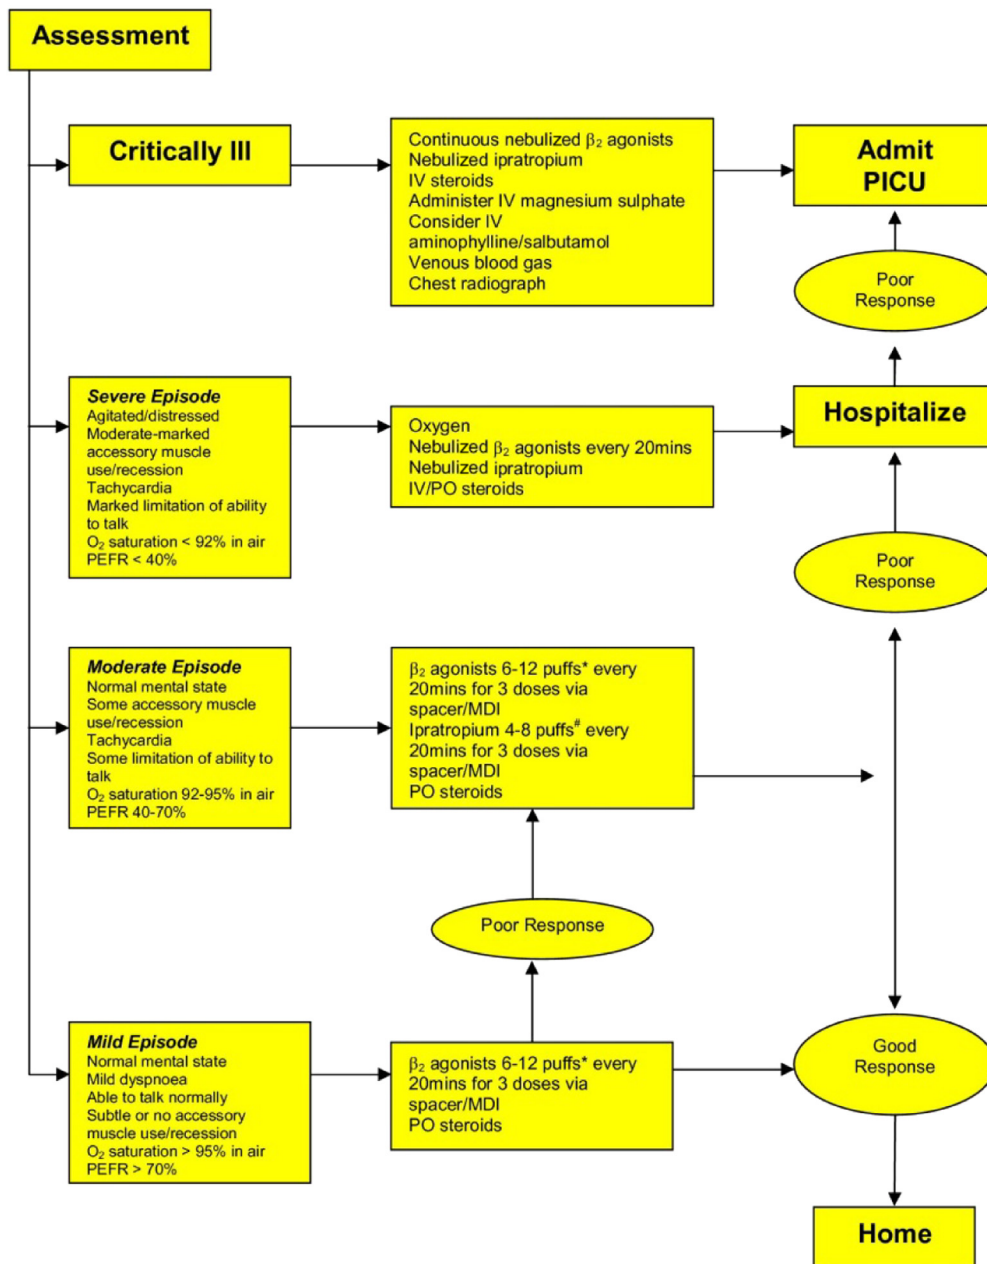 Assessment
Critically Ill
Continuous nebulized β₂ agonists
Nebulized ipratropium
IV steroids
Administer IV magnesium sulphate
Consider IV
aminophylline/salbutamol
Venous blood gas
Chest radiograph
Admit
PICU
Poor
Response
Severe Episode
Agitated/distressed
Moderate-marked
accessory muscle
use/recession
Tachycardia
Marked limitation of ability
to talk
O₂ saturation < 92% in air
PEFR < 40%
Oxygen
Nebulized β₂ agonists every 20mins
Nebulized ipratropium
IV/PO steroids
Hospitalize
Poor
Response
Moderate Episode
Normal mental state
Some accessory muscle
use/recession
Tachycardia
Some limitation of ability to
talk
O₂ saturation 92-95% in air
PEFR 40-70%
β₂ agonists 6-12 puffs* every
20mins for 3 doses via
spacer/MDI
Ipratropium 4-8 puffs# every
20mins for 3 doses via
spacer/MDI
PO steroids
Poor Response
Mild Episode
Normal mental state
Mild dyspnoea
Able to talk normally
Subtle or no accessory
muscle use/recession
O₂ saturation > 95% in air
PEFR > 70%
β₂ agonists 6-12 puffs* every
20mins for 3 doses via
spacer/MDI
PO steroids
Good
Response
Home